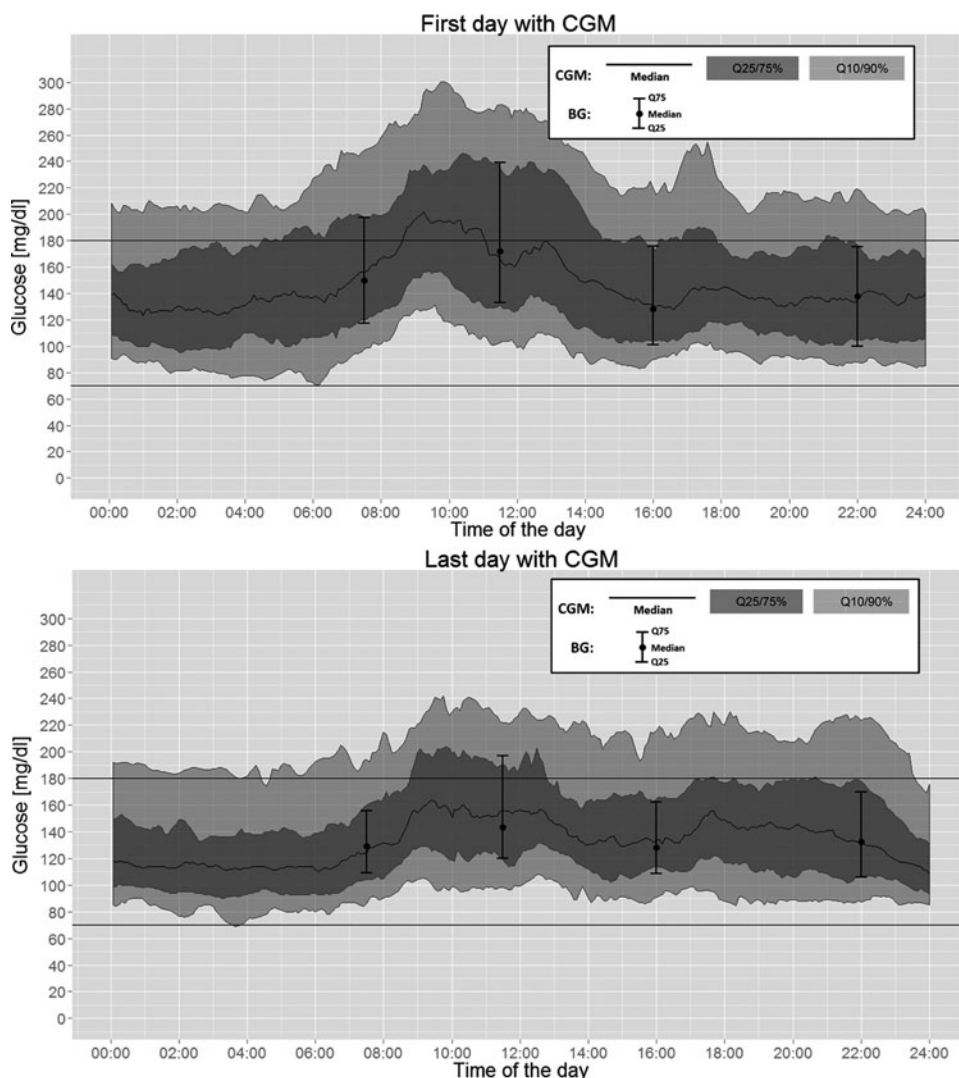 First day with CGM
CGM: Median Q25/75% Q10/90%
BG: Q75
Median
Q25
Glucose [mg/dl]
300
280
260
240
220
200
180
160
140
120
100
80
60
40
20
0
00:00 02:00 04:00 06:00 08:00 10:00 12:00 14:00 16:00 18:00 20:00 22:00 24:00
Time of the day
Last day with CGM
CGM: Median Q25/75% Q10/90%
BG: Q75
Median
Q25
Glucose [mg/dl]
300
280
260
240
220
200
180
160
140
120
100
80
60
40
20
0
00:00 02:00 04:00 06:00 08:00 10:00 12:00 14:00 16:00 18:00 20:00 22:00 24:00
Time of the day